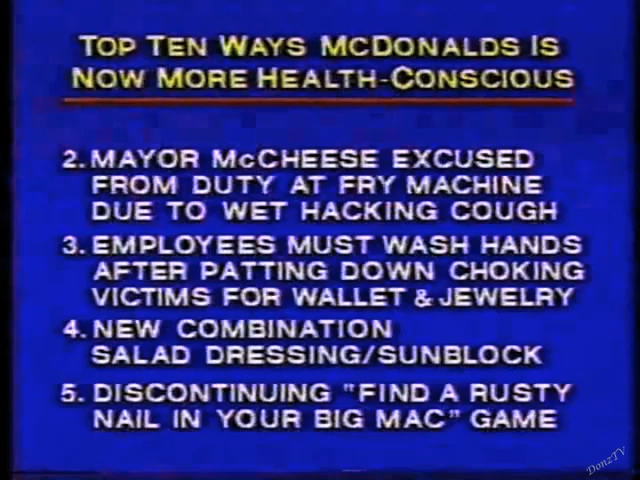 TOP TEN WAYS MCDONALDS IS
NOW MORE HEALTH-CONSCIOUS
2. MAYOR McCHEESE EXCUSED
FROM DUTY AT FRY MACHINE
DUE TO WET HACKING COUGH
3. EMPLOYEES MUST WASH HANDS
AFTER PATTING DOWN CHOKING
VICTIMS FOR WALLET & JEWELRY
4. NEW COMBINATION
SALAD DRESSING/SUNBLOCK
5. DISCONTINUING "FIND A RUSTY
NAIL IN YOUR BIG MAC" GAME
DonzTV